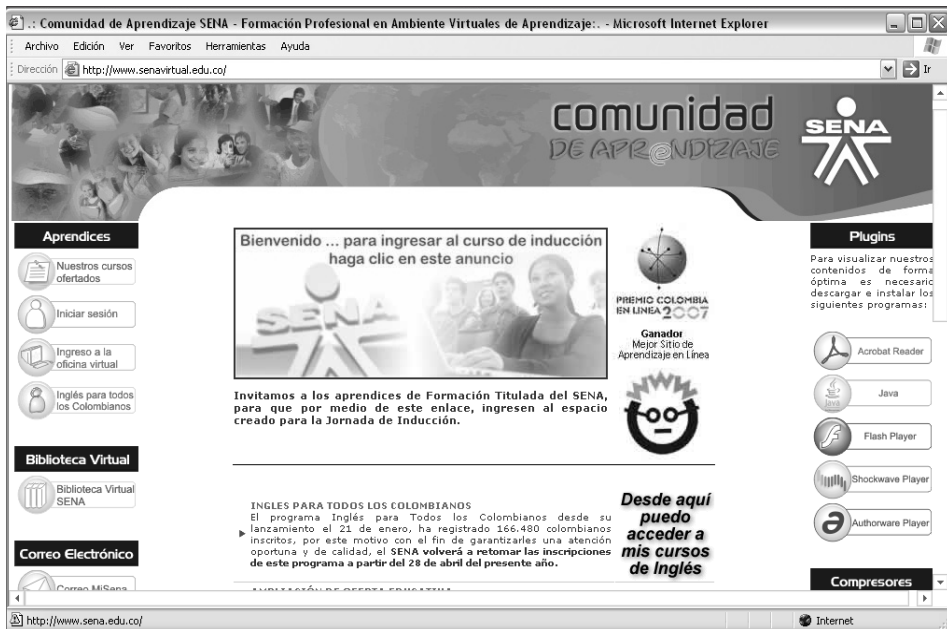 .: Comunidad de Aprendizaje SENA - Formación Profesional en Ambiente Virtuales de Aprendizaje:. - Microsoft Internet Explorer
Archivo Edición Ver Favoritos Herramientas Ayuda
Dirección http://www.senavirtual.edu.co/ Ir
comunidad
DE APR@NDIZAJE
SENA
Aprendices
Nuestros cursos
ofertados
Iniciar sesión
Ingreso a la
oficina virtual
Inglés para todos
los Colombianos
Biblioteca Virtual
Biblioteca Virtual
SENA
Correo Electrónico
Correo MiSena
Bienvenido ... para ingresar al curso de inducción
haga clic en este anuncio
SENA
Invitamos a los aprendices de Formación Titulada del SENA,
para que por medio de este enlace, ingresen al espacio
creado para la Jornada de Inducción.
PREMIO COLOMBIA
EN LINEA 2007
Ganador
Mejor Sitio de
Aprendizaje en Línea
INGLES PARA TODOS LOS COLOMBIANOS
El programa Inglés para Todos los Colombianos desde su
lanzamiento el 21 de enero, ha registrado 166.480 colombianos
inscritos, por este motivo con el fin de garantizarles una atención
oportuna y de calidad, el SENA volverá a retomar las inscripciones
de este programa a partir del 28 de abril del presente año.
AMPLIACIÓN DE OFERTA EDUCATIVA
Desde aquí
puedo
acceder a
mis cursos
de Inglés
Plugins
Para visualizar nuestros
contenidos de forma
óptima es necesario
descargar e instalar los
siguientes programas:
Acrobat Reader
Java
Java
Flash Player
Shockwave Player
Authorware Player
Compresores
http://www.sena.edu.co/ Internet